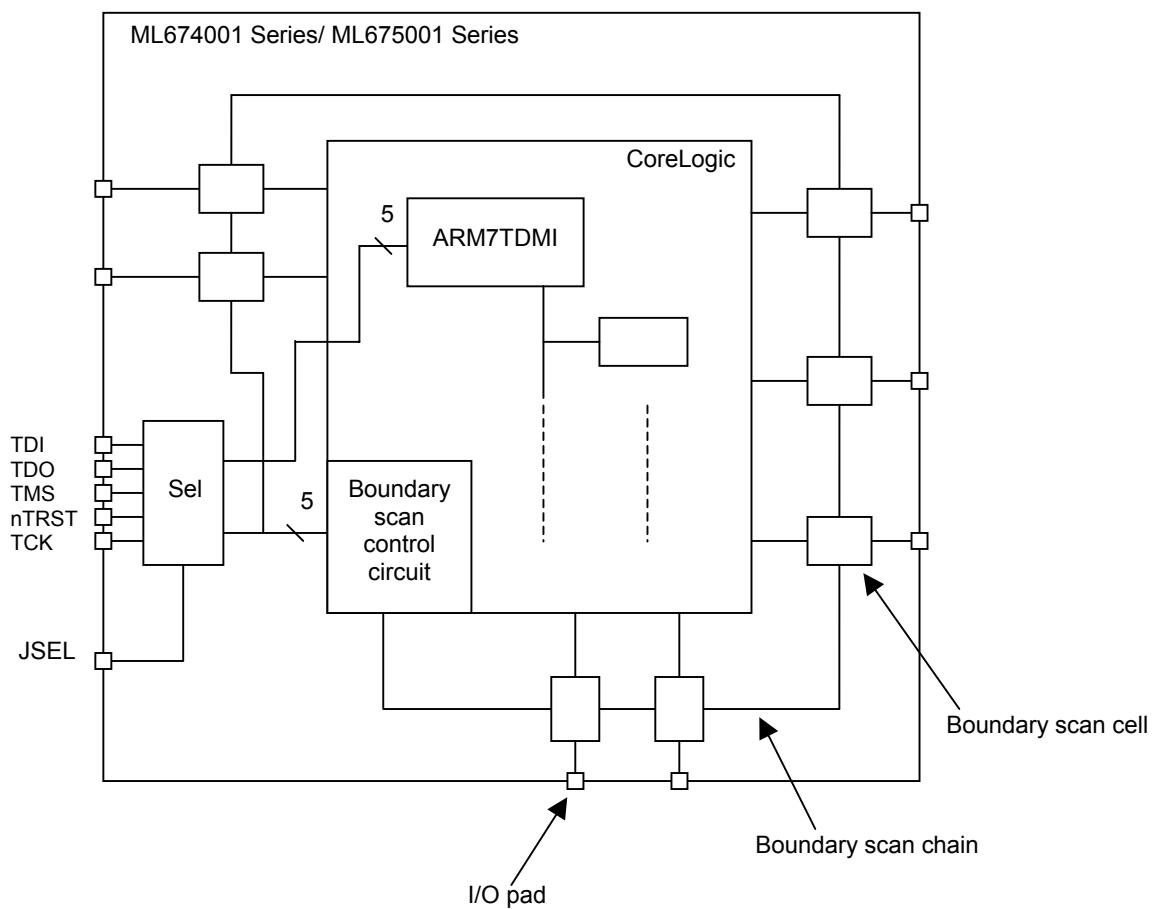 ML674001 Series/ ML675001 Series
CoreLogic
5
ARM7TDMI
TDI
TDO
TMS
nTRST
TCK
Sel
5
Boundary
scan
control
circuit
JSEL
Boundary scan cell
Boundary scan chain
I/O pad